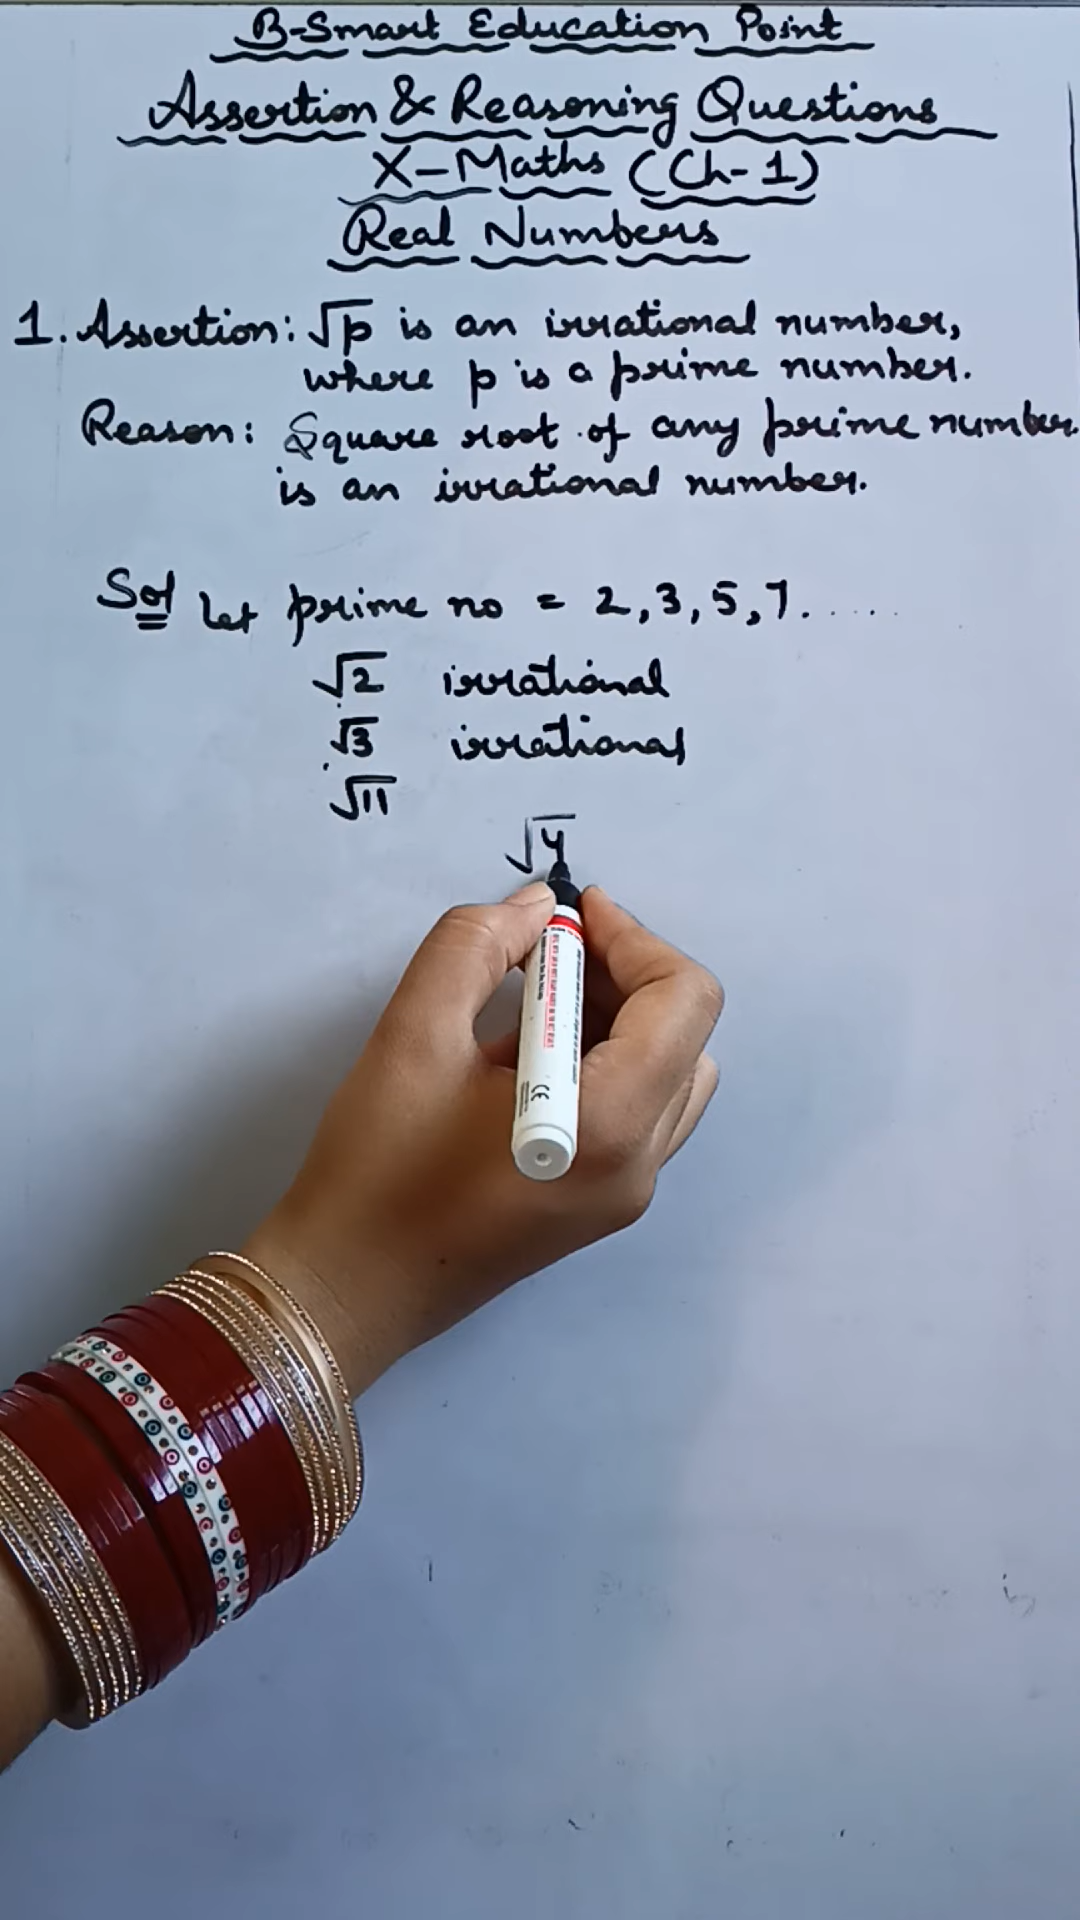 B-Smart Education Point
Assertion & Reasoning Questions
X-Maths (Ch-1)
Real Numbers
1. Assertion: √p is an irrational number,
where p is a prime number.
Reason: Square root of any prime number
is an irrational number.
Sol Let prime no = 2, 3, 5, 7. ....
√2 irrational
√3 irrational
√11
√4
CE